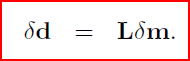 δd = Lδm.